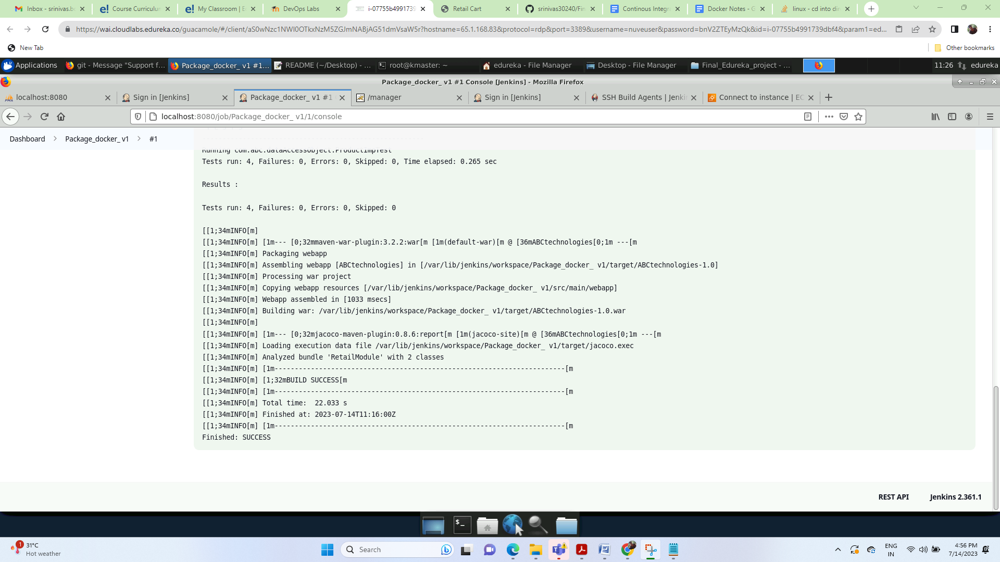 Inbox - srinivas.b
Course Curriculur
My Classroom | E
DevOps Labs
i-07755b4991739
Retail Cart
srinivas30240/Fin
Continous Integra
Docker Notes - G
linux - cd into dir
https://wai.cloudlabs.edureka.co/guacamole/#/client/aS0wNzc1NWI0OTkxNzM5ZGJmNABjAG51dmVsaW5r?hostname=65.1.168.83&protocol=rdp&port=3389&username=nuveuser&password=bnV2ZTEyMzQk&id=i-07755b4991739dbf4&param1=ed...
New Tab
Other bookmarks
Applications
git - Message "Support f...
Package_docker_ v1 #1...
README (~/Desktop) - ...
root@kmaster: ~
edureka - File Manager
Desktop - File Manager
Final_Edureka_project - ...
11:26
edureka
Package_docker_ v1 #1 Console [Jenkins] - Mozilla Firefox
localhost:8080
Sign in [Jenkins]
Package_docker_ v1 #1
/manager
Sign in [Jenkins]
SSH Build Agents | Jenki
Connect to instance | EC
localhost:8080/job/Package_docker_ v1/1/console
Dashboard > Package_docker_ v1 > #1
Running com.abc.dataAccessObject.ProductImpTest
Tests run: 4, Failures: 0, Errors: 0, Skipped: 0, Time elapsed: 0.265 sec
Results :
Tests run: 4, Failures: 0, Errors: 0, Skipped: 0
[[1;34mINFO[m]
[[1;34mINFO[m] [1m--- [0;32mmaven-war-plugin:3.2.2:war[m [1m(default-war)[m @ [36mABCtechnologies[0;1m ---[m
[[1;34mINFO[m] Packaging webapp
[[1;34mINFO[m] Assembling webapp [ABCtechnologies] in [/var/lib/jenkins/workspace/Package_docker_ v1/target/ABCtechnologies-1.0]
[[1;34mINFO[m] Processing war project
[[1;34mINFO[m] Copying webapp resources [/var/lib/jenkins/workspace/Package_docker_ v1/src/main/webapp]
[[1;34mINFO[m] Webapp assembled in [1033 msecs]
[[1;34mINFO[m] Building war: /var/lib/jenkins/workspace/Package_docker_ v1/target/ABCtechnologies-1.0.war
[[1;34mINFO[m]
[[1;34mINFO[m] [1m--- [0;32mjacoco-maven-plugin:0.8.6:report[m [1m(jacoco-site)[m @ [36mABCtechnologies[0;1m ---[m
[[1;34mINFO[m] Loading execution data file /var/lib/jenkins/workspace/Package_docker_ v1/target/jacoco.exec
[[1;34mINFO[m] Analyzed bundle 'RetailModule' with 2 classes
[[1;34mINFO[m] [1m------------------------------------------------------------------------[m
[[1;34mINFO[m] [1;32mBUILD SUCCESS[m
[[1;34mINFO[m] [1m------------------------------------------------------------------------[m
[[1;34mINFO[m] Total time:  22.033 s
[[1;34mINFO[m] Finished at: 2023-07-14T11:16:00Z
[[1;34mINFO[m] [1m------------------------------------------------------------------------[m
Finished: SUCCESS
REST API
Jenkins 2.361.1
1
31°C
Hot weather
Search
ENG
IN
4:56 PM
7/14/2023